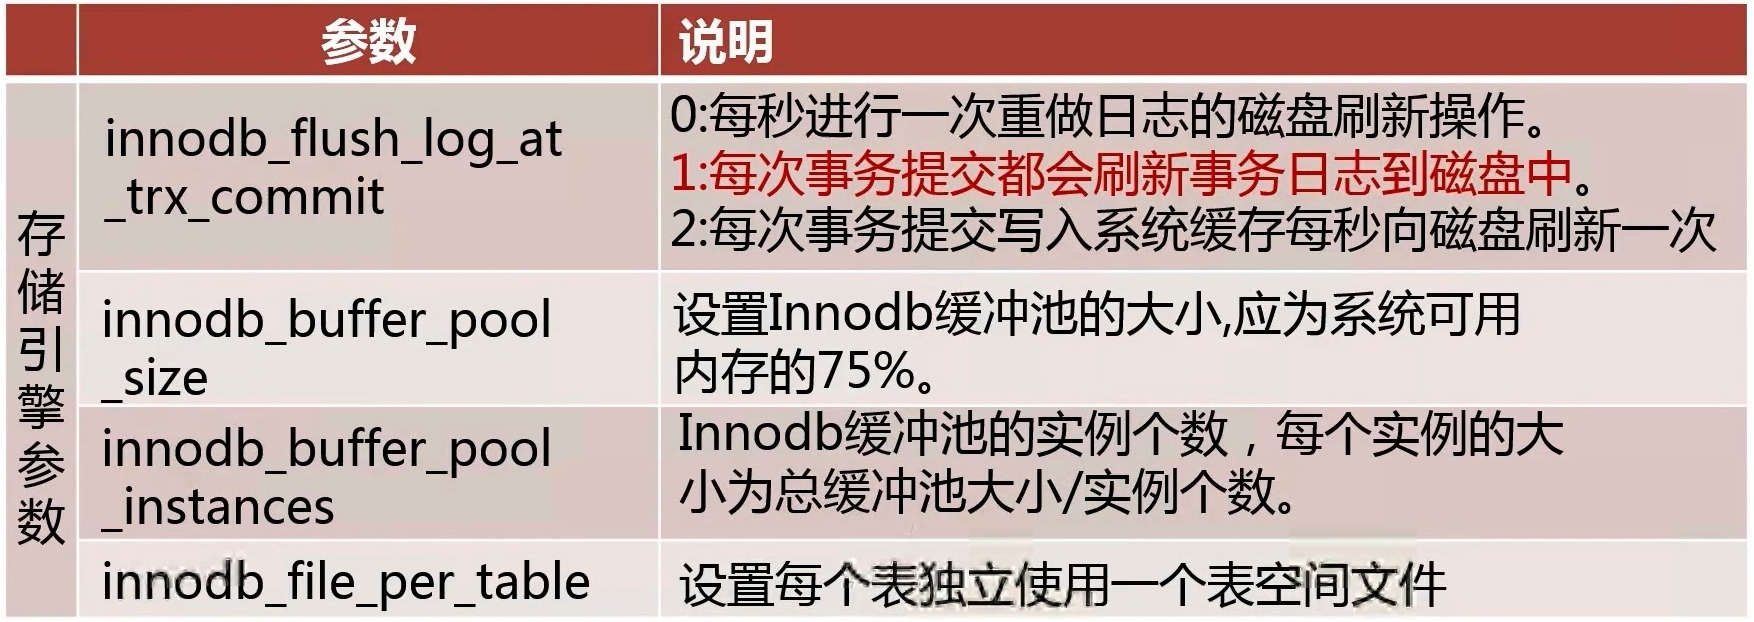 参数
说明
存储引擎参数
innodb_flush_log_at
_trx_commit
0:每秒进行一次重做日志的磁盘刷新操作。
1:每次事务提交都会刷新事务日志到磁盘中。
2:每次事务提交写入系统缓存每秒向磁盘刷新一次
innodb_buffer_pool
_size
设置Innodb缓冲池的大小,应为系统可用
内存的75%。
innodb_buffer_pool
_instances
Innodb缓冲池的实例个数，每个实例的大
小为总缓冲池大小/实例个数。
innodb_file_per_table
设置每个表独立使用一个表空间文件